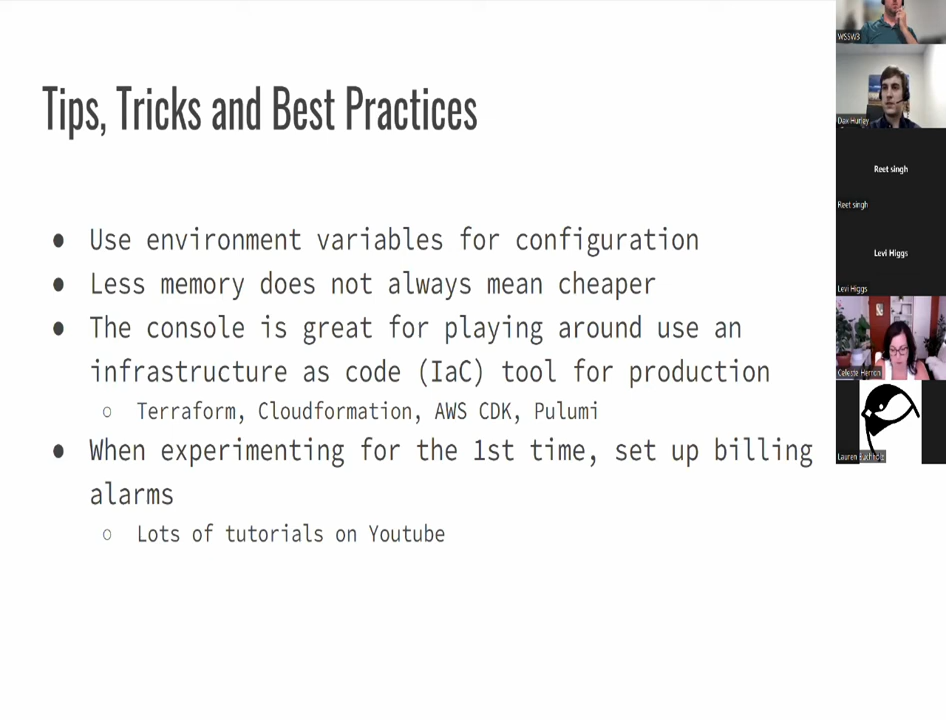 Tips, Tricks and Best Practices
● Use environment variables for configuration
● Less memory does not always mean cheaper
● The console is great for playing around use an
infrastructure as code (IaC) tool for production
○ Terraform, Cloudformation, AWS CDK, Pulumi
● When experimenting for the 1st time, set up billing
alarms
○ Lots of tutorials on Youtube
WSSW3
Dax Hurley
Reet singh
Reet singh
Levi Higgs
Levi Higgs
Celeste Herron
Lauren Buchholz